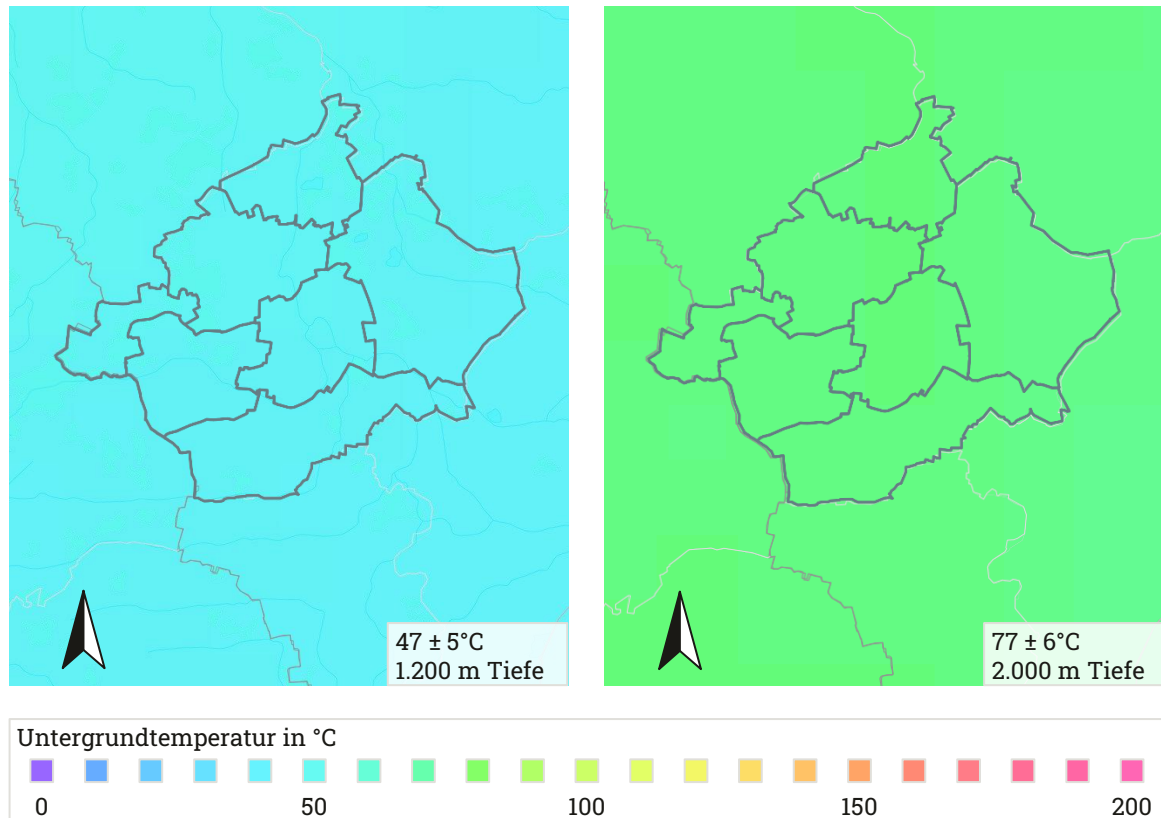 47 ± 5°C
1.200 m Tiefe
77 ± 6°C
2.000 m Tiefe
Untergrundtemperatur in °C
0 50 100 150 200